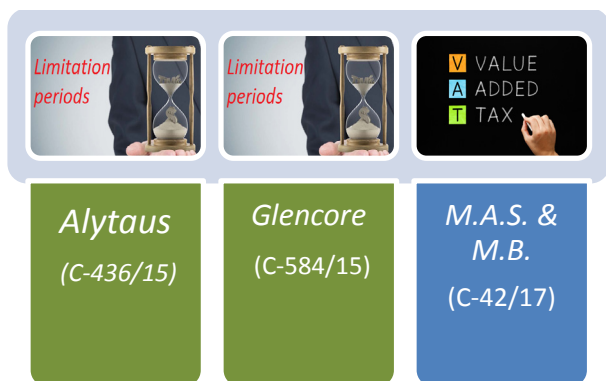 Limitation
periods
Limitation
periods
V VALUE
A ADDED
T TAX
Alytaus
(C-436/15)
Glencore
(C-584/15)
M.A.S. &
M.B.
(C-42/17)